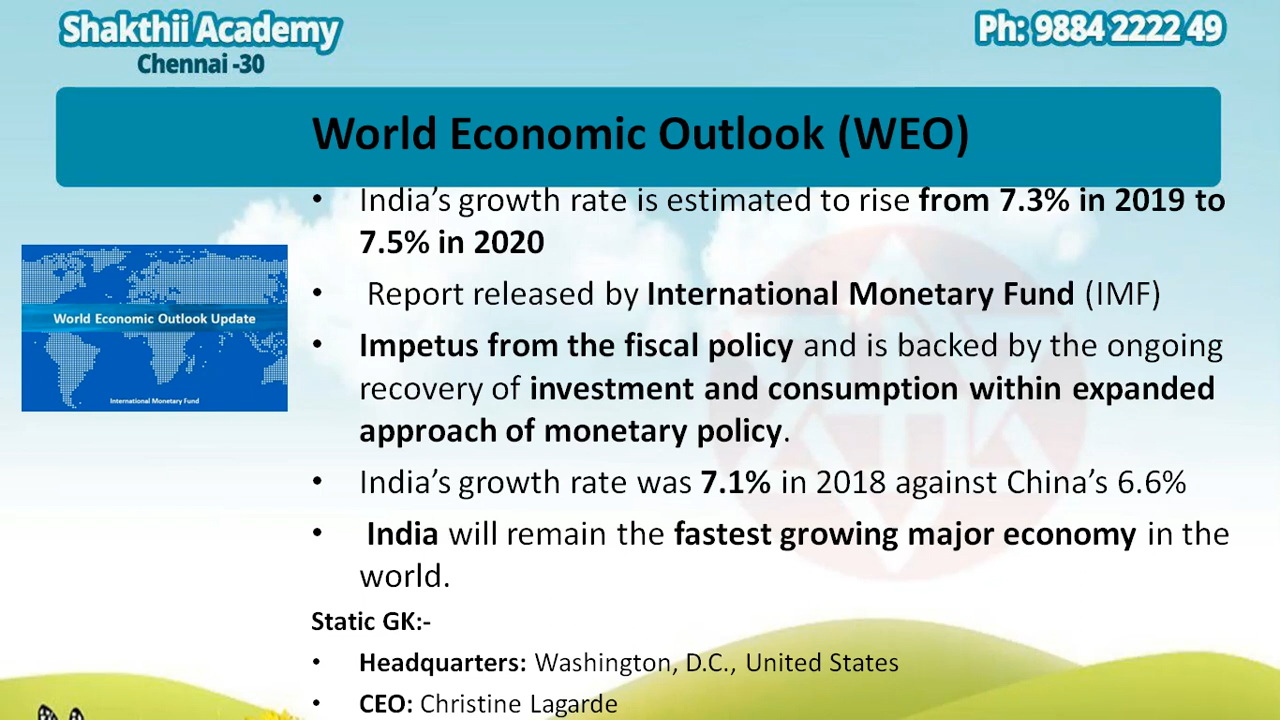 Shakthii Academy
Chennai -30
Ph: 9884 2222 49
World Economic Outlook (WEO)
• India’s growth rate is estimated to rise from 7.3% in 2019 to
7.5% in 2020
• Report released by International Monetary Fund (IMF)
• Impetus from the fiscal policy and is backed by the ongoing
recovery of investment and consumption within expanded
approach of monetary policy.
• India’s growth rate was 7.1% in 2018 against China’s 6.6%
• India will remain the fastest growing major economy in the
world.
Static GK:-
• Headquarters: Washington, D.C., United States
• CEO: Christine Lagarde
World Economic Outlook Update
International Monetary Fund